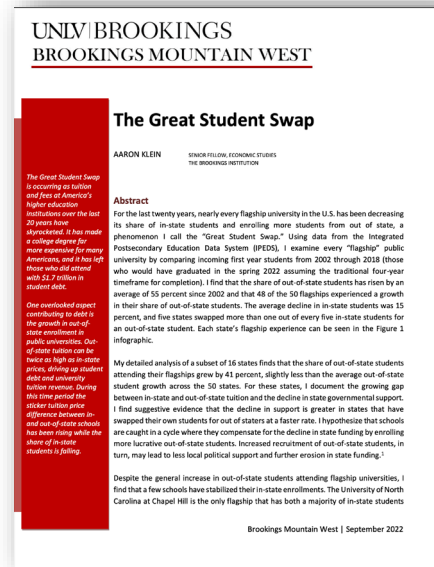 UNLV|BROOKINGS
BROOKINGS MOUNTAIN WEST
The Great Student Swap
AARON KLEIN
SENIOR FELLOW, ECONOMIC STUDIES
THE BROOKINGS INSTITUTION
The Great Student Swap
is occurring as tuition
and fees at America's
higher education
institutions over the last
20 years have
skyrocketed. It has made
a college degree far
more expensive for many
Americans, and it has left
those who did attend
with $1.7 trillion in
student debt.
One overlooked aspect
contributing to debt is
the growth in out-of-
state enrollment in
public universities. Out-
of-state tuition can be
twice as high as in-state
prices, driving up student
debt and university
tuition revenue. During
this time period the
sticker tuition price
difference between in-
and out-of-state schools
has been rising while the
share of in-state
students is falling.
Abstract
For the last twenty years, nearly every flagship university in the U.S. has been decreasing
its share of in-state students and enrolling more students from out of state, a
phenomenon I call the “Great Student Swap.” Using data from the Integrated
Postsecondary Education Data System (IPEDS), I examine every “flagship” public
university by comparing incoming first year students from 2002 through 2018 (those
who would have graduated in the spring 2022 assuming the traditional four-year
timeframe for completion). I find that the share of out-of-state students has risen by an
average of 55 percent since 2002 and that 48 of the 50 flagships experienced a growth
in their share of out-of-state students. The average decline in in-state students was 15
percent, and five states swapped more than one out of every five in-state students for
an out-of-state student. Each state’s flagship experience can be seen in the Figure 1
infographic.
My detailed analysis of a subset of 16 states finds that the share of out-of-state students
attending their flagships grew by 41 percent, slightly less than the average out-of-state
student growth across the 50 states. For these states, I document the growing gap
between in-state and out-of-state tuition and the decline in state governmental support.
I find suggestive evidence that the decline in support is greater in states that have
swapped their own students for out of staters at a faster rate. I hypothesize that schools
are caught in a cycle where they compensate for the decline in state funding by enrolling
more lucrative out-of-state students. Increased recruitment of out-of-state students, in
turn, may lead to less local political support and further erosion in state funding.1
Despite the general increase in out-of-state students attending flagship universities, I
find that a few schools have stabilized their in-state enrollments. The University of North
Carolina at Chapel Hill is the only flagship that has both a majority of in-state students
Brookings Mountain West | September 2022